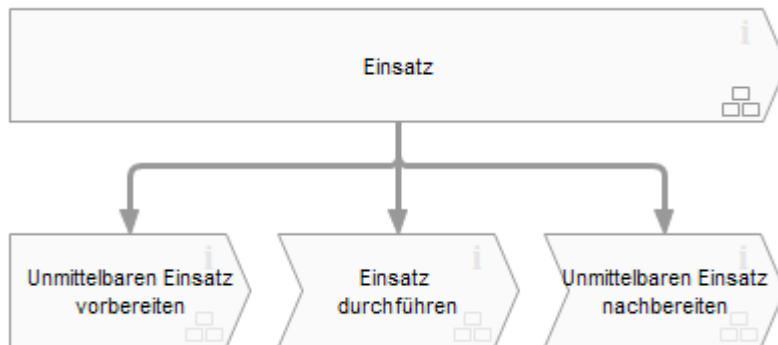 Einsatz
Unmittelbaren Einsatz
vorbereiten
Einsatz
durchführen
Unmittelbaren Einsatz
nachbereiten